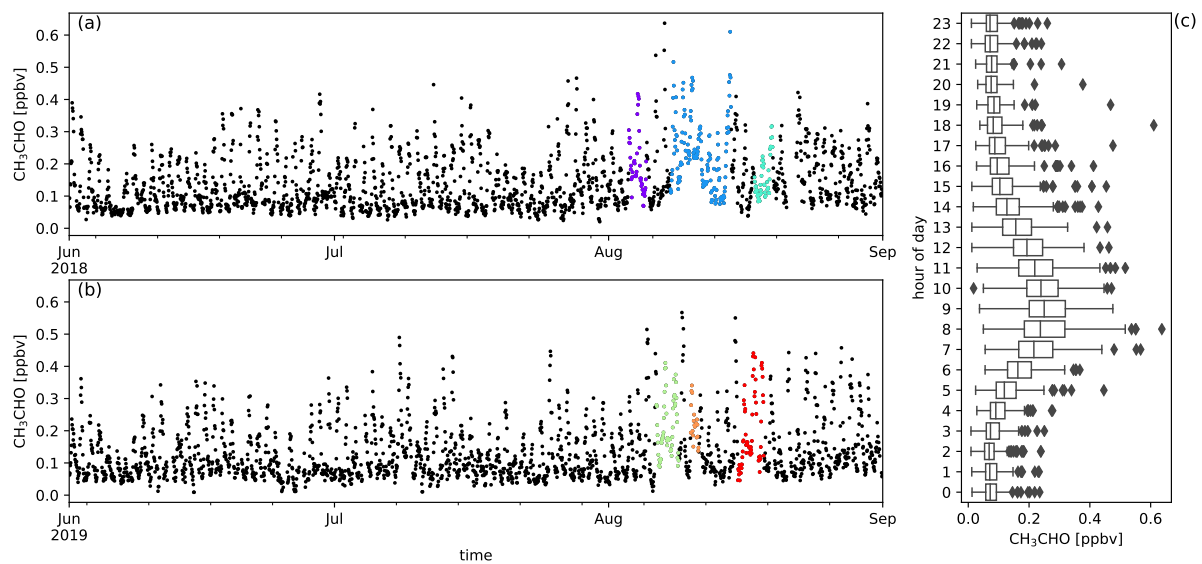 (a)
CH₃CHO [ppbv]
0.6
0.5
0.4
0.3
0.2
0.1
0.0
Jun
2018
Jul
Aug
Sep
(b)
CH₃CHO [ppbv]
0.6
0.5
0.4
0.3
0.2
0.1
0.0
Jun
2019
Jul
Aug
Sep
time
(c)
hour of day
23
22
21
20
19
18
17
16
15
14
13
12
11
10
9
8
7
6
5
4
3
2
1
0
0.0 0.2 0.4 0.6
CH₃CHO [ppbv]